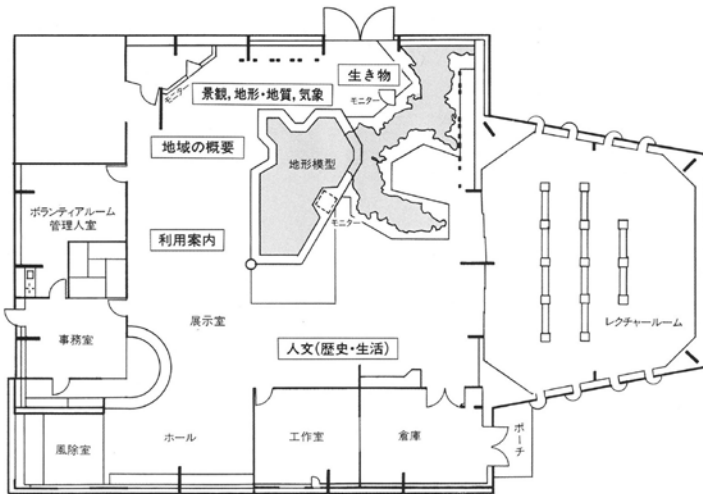 生き物
モニター
景観,地形・地質,気象
モニター
地域の概要
地形模型
ボランティアルーム
管理人室
モニター
利用案内
展示室
レクチャールーム
事務室
人文(歴史・生活)
ホール
工作室
倉庫
ポーチ
風除室